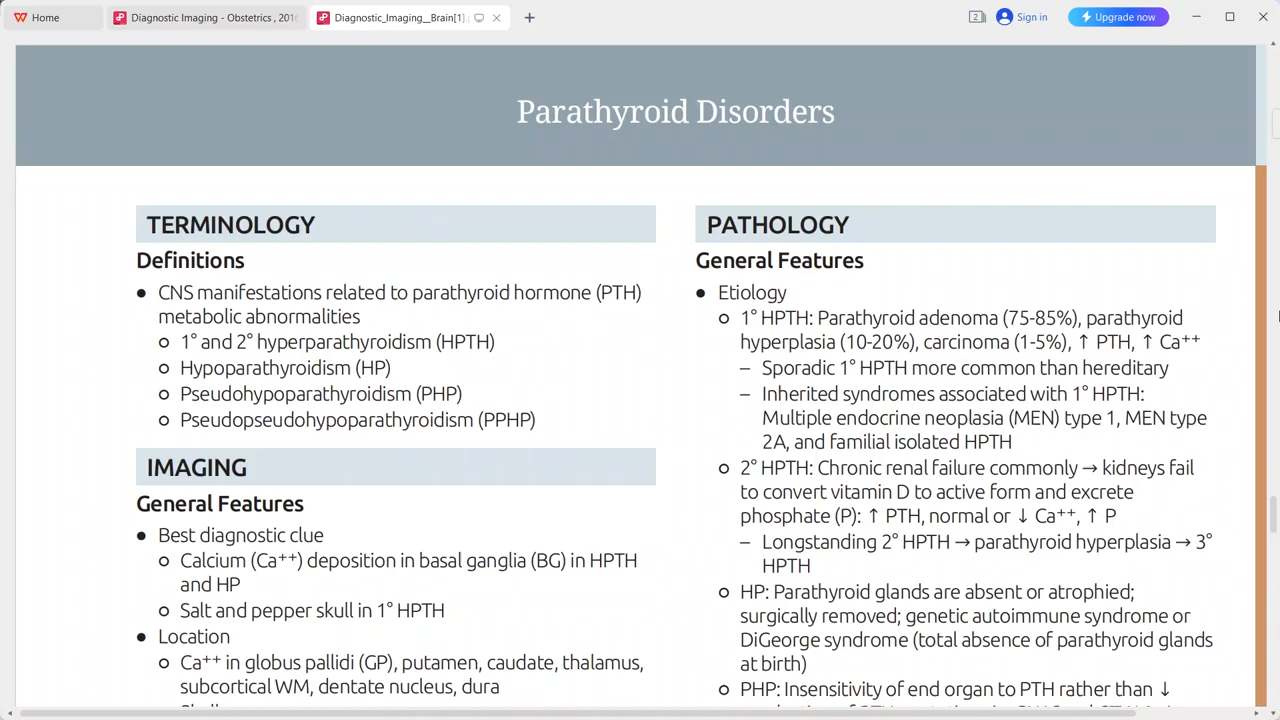 Home
Diagnostic Imaging - Obstetrics , 201
Diagnostic_Imaging__Brain[1].
2
Sign in
Upgrade now
Parathyroid Disorders
TERMINOLOGY
Definitions
• CNS manifestations related to parathyroid hormone (PTH)
metabolic abnormalities
○ 1° and 2° hyperparathyroidism (HPTH)
○ Hypoparathyroidism (HP)
○ Pseudohypoparathyroidism (PHP)
○ Pseudopseudohypoparathyroidism (PPHP)
IMAGING
General Features
• Best diagnostic clue
○ Calcium (Ca⁺⁺) deposition in basal ganglia (BG) in HPTH
and HP
○ Salt and pepper skull in 1° HPTH
• Location
○ Ca⁺⁺ in globus pallidi (GP), putamen, caudate, thalamus,
subcortical WM, dentate nucleus, dura
PATHOLOGY
General Features
• Etiology
○ 1° HPTH: Parathyroid adenoma (75-85%), parathyroid
hyperplasia (10-20%), carcinoma (1-5%), ↑ PTH, ↑ Ca⁺⁺
– Sporadic 1° HPTH more common than hereditary
– Inherited syndromes associated with 1° HPTH:
Multiple endocrine neoplasia (MEN) type 1, MEN type
2A, and familial isolated HPTH
○ 2° HPTH: Chronic renal failure commonly → kidneys fail
to convert vitamin D to active form and excrete
phosphate (P): ↑ PTH, normal or ↓ Ca⁺⁺, ↑ P
– Longstanding 2° HPTH → parathyroid hyperplasia → 3°
HPTH
○ HP: Parathyroid glands are absent or atrophied;
surgically removed; genetic autoimmune syndrome or
DiGeorge syndrome (total absence of parathyroid glands
at birth)
○ PHP: Insensitivity of end organ to PTH rather than ↓